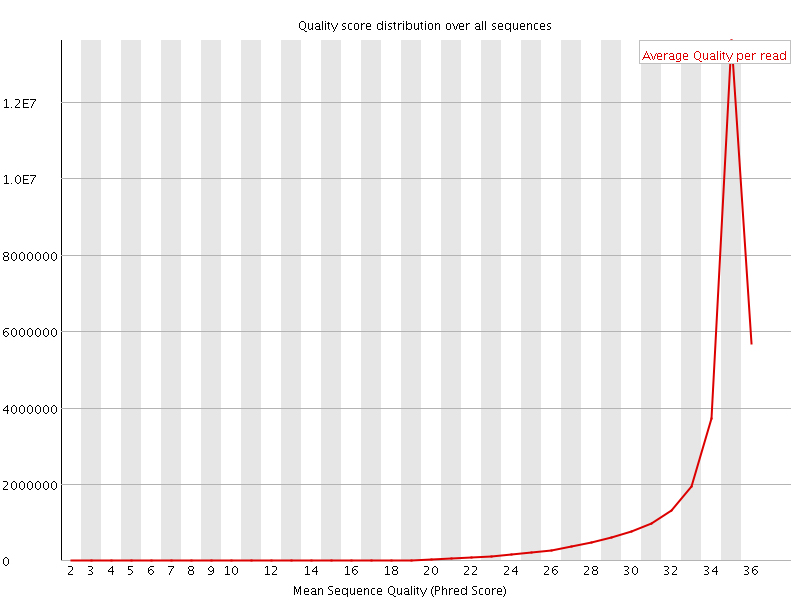 Quality score distribution over all sequences
Average Quality per read
1.2E7
1.0E7
8000000
6000000
4000000
2000000
0
2 3 4 5 6 7 8 9 10 12 14 16 18 20 22 24 26 28 30 32 34 36
Mean Sequence Quality (Phred Score)